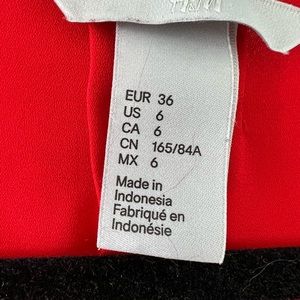 H&M
EUR 36
US 6
CA 6
CN 165/84A
MX 6
Made in
Indonesia
Fabriqué en
Indonésie